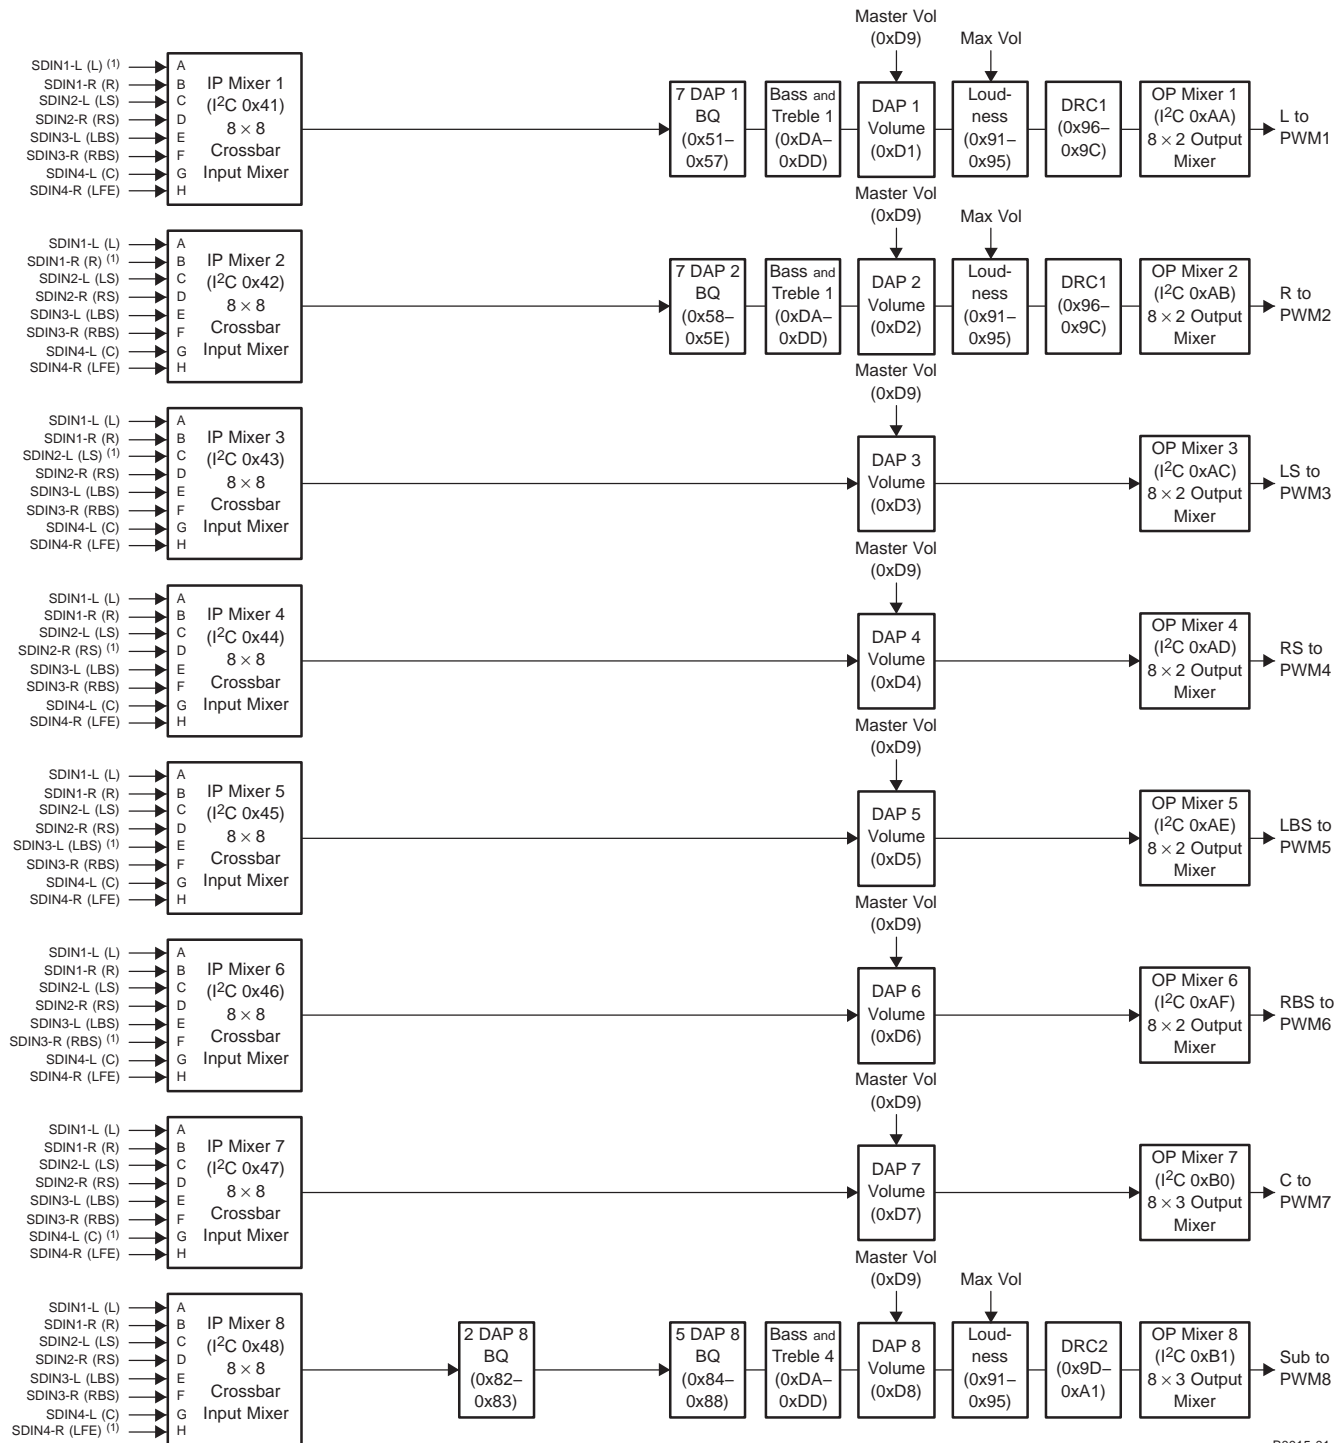 Master Vol
(0xD9)
Max Vol
SDIN1-L (L) (1)
SDIN1-R (R)
SDIN2-L (LS)
SDIN2-R (RS)
SDIN3-L (LBS)
SDIN3-R (RBS)
SDIN4-L (C)
SDIN4-R (LFE)
A
B
C
D
E
F
G
H
IP Mixer 1
(I2C 0x41)
8 × 8
Crossbar
Input Mixer
7 DAP 1
BQ
(0x51–
0x57)
Bass and
Treble 1
(0xDA–
0xDD)
DAP 1
Volume
(0xD1)
Loud-
ness
(0x91–
0x95)
DRC1
(0x96–
0x9C)
OP Mixer 1
(I2C 0xAA)
8 × 2 Output
Mixer
L to
PWM1
Master Vol
(0xD9)
Max Vol
SDIN1-L (L)
SDIN1-R (R) (1)
SDIN2-L (LS)
SDIN2-R (RS)
SDIN3-L (LBS)
SDIN3-R (RBS)
SDIN4-L (C)
SDIN4-R (LFE)
A
B
C
D
E
F
G
H
IP Mixer 2
(I2C 0x42)
8 × 8
Crossbar
Input Mixer
7 DAP 2
BQ
(0x58–
0x5E)
Bass and
Treble 1
(0xDA–
0xDD)
DAP 2
Volume
(0xD2)
Loud-
ness
(0x91–
0x95)
DRC1
(0x96–
0x9C)
OP Mixer 2
(I2C 0xAB)
8 × 2 Output
Mixer
R to
PWM2
Master Vol
(0xD9)
SDIN1-L (L)
SDIN1-R (R)
SDIN2-L (LS) (1)
SDIN2-R (RS)
SDIN3-L (LBS)
SDIN3-R (RBS)
SDIN4-L (C)
SDIN4-R (LFE)
A
B
C
D
E
F
G
H
IP Mixer 3
(I2C 0x43)
8 × 8
Crossbar
Input Mixer
DAP 3
Volume
(0xD3)
OP Mixer 3
(I2C 0xAC)
8 × 2 Output
Mixer
LS to
PWM3
Master Vol
(0xD9)
SDIN1-L (L)
SDIN1-R (R)
SDIN2-L (LS)
SDIN2-R (RS) (1)
SDIN3-L (LBS)
SDIN3-R (RBS)
SDIN4-L (C)
SDIN4-R (LFE)
A
B
C
D
E
F
G
H
IP Mixer 4
(I2C 0x44)
8 × 8
Crossbar
Input Mixer
DAP 4
Volume
(0xD4)
OP Mixer 4
(I2C 0xAD)
8 × 2 Output
Mixer
RS to
PWM4
Master Vol
(0xD9)
SDIN1-L (L)
SDIN1-R (R)
SDIN2-L (LS)
SDIN2-R (RS)
SDIN3-L (LBS) (1)
SDIN3-R (RBS)
SDIN4-L (C)
SDIN4-R (LFE)
A
B
C
D
E
F
G
H
IP Mixer 5
(I2C 0x45)
8 × 8
Crossbar
Input Mixer
DAP 5
Volume
(0xD5)
OP Mixer 5
(I2C 0xAE)
8 × 2 Output
Mixer
LBS to
PWM5
Master Vol
(0xD9)
SDIN1-L (L)
SDIN1-R (R)
SDIN2-L (LS)
SDIN2-R (RS)
SDIN3-L (LBS)
SDIN3-R (RBS) (1)
SDIN4-L (C)
SDIN4-R (LFE)
A
B
C
D
E
F
G
H
IP Mixer 6
(I2C 0x46)
8 × 8
Crossbar
Input Mixer
DAP 6
Volume
(0xD6)
OP Mixer 6
(I2C 0xAF)
8 × 2 Output
Mixer
RBS to
PWM6
Master Vol
(0xD9)
SDIN1-L (L)
SDIN1-R (R)
SDIN2-L (LS)
SDIN2-R (RS)
SDIN3-L (LBS)
SDIN3-R (RBS)
SDIN4-L (C) (1)
SDIN4-R (LFE)
A
B
C
D
E
F
G
H
IP Mixer 7
(I2C 0x47)
8 × 8
Crossbar
Input Mixer
DAP 7
Volume
(0xD7)
OP Mixer 7
(I2C 0xB0)
8 × 3 Output
Mixer
C to
PWM7
Master Vol
(0xD9)
Max Vol
SDIN1-L (L)
SDIN1-R (R)
SDIN2-L (LS)
SDIN2-R (RS)
SDIN3-L (LBS)
SDIN3-R (RBS)
SDIN4-L (C)
SDIN4-R (LFE) (1)
A
B
C
D
E
F
G
H
IP Mixer 8
(I2C 0x48)
8 × 8
Crossbar
Input Mixer
2 DAP 8
BQ
(0x82–
0x83)
5 DAP 8
BQ
(0x84–
0x88)
Bass and
Treble 4
(0xDA–
0xDD)
DAP 8
Volume
(0xD8)
Loud-
ness
(0x91–
0x95)
DRC2
(0x9D–
0xA1)
OP Mixer 8
(I2C 0xB1)
8 × 3 Output
Mixer
Sub to
PWM8